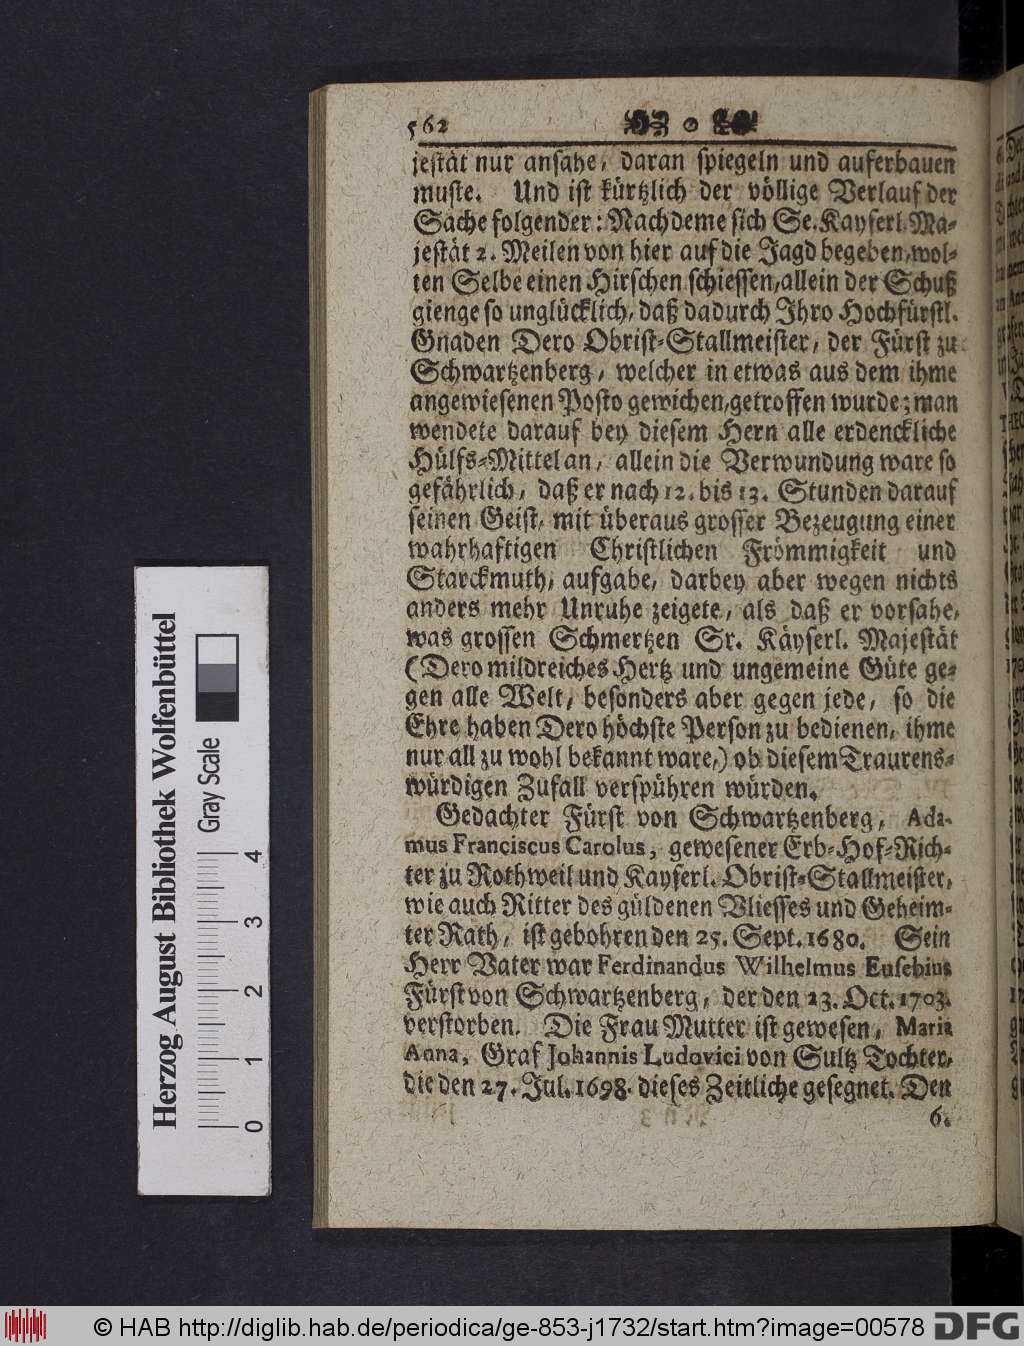 562
jestät nur ansahe, daran spiegeln und auferbauen
muste. Und ist kürtzlich der völlige Verlauf der
Sache folgender: Nachdeme sich Se. Kayserl. Ma-
jestät 2. Meilen von hier auf die Jagd begeben, wol-
ten Selbe einen Hirschen schiessen, allein der Schuß
gienge so unglücklich, daß dadurch Ihro Hochfürstl.
Gnaden Dero Obrist-Stallmeister, der Fürst zu
Schwartzenberg, welcher in etwas aus dem ihme
angewiesenen Posto gewichen, getroffen wurde; man
wendete darauf bey diesem Hern alle erdenckliche
Hülfs-Mittel an, allein die Verwundung ware so
gefährlich, daß er nach 12. bis 13. Stunden darauf
seinen Geist, mit überaus grosser Bezeugung einer
wahrhaftigen Christlichen Frömmigkeit und
Starckmuth, aufgabe, darbey aber wegen nichts
anders mehr Unruhe zeigete, als daß er vorsahe,
was grossen Schmertzen Sr. Käyserl. Majestät
(Dero mildreiches Hertz und ungemeine Güte ge-
gen alle Welt, besonders aber gegen jede, so die
Ehre haben Dero höchste Person zu bedienen, ihme
nur all zu wohl bekannt ware,) ob diesem Traurens-
würdigen Zufall verspühren würden.
Gedachter Fürst von Schwartzenberg, Ada-
mus Franciscus Carolus, gewesener Erb-Hof-Rich-
ter zu Rothweil und Kayserl. Obrist-Stallmeister,
wie auch Ritter des güldenen Vliesses und Geheim-
ter Rath, ist gebohren den 25. Sept. 1680. Sein
Herr Vater war Ferdinandus Wilhelmus Eusebius
Fürst von Schwartzenberg, der den 23. Oct. 1703.
verstorben. Die Frau Mutter ist gewesen, Maria
Anna, Graf Johannis Ludovici von Sultz Tochter,
die den 27. Jul. 1698. dieses Zeitliche gesegnet. Den
6.
Herzog August Bibliothek Wolfenbüttel
Gray Scale
0 1 2 3 4
© HAB http://diglib.hab.de/periodica/ge-853-j1732/start.htm?image=00578
DFG